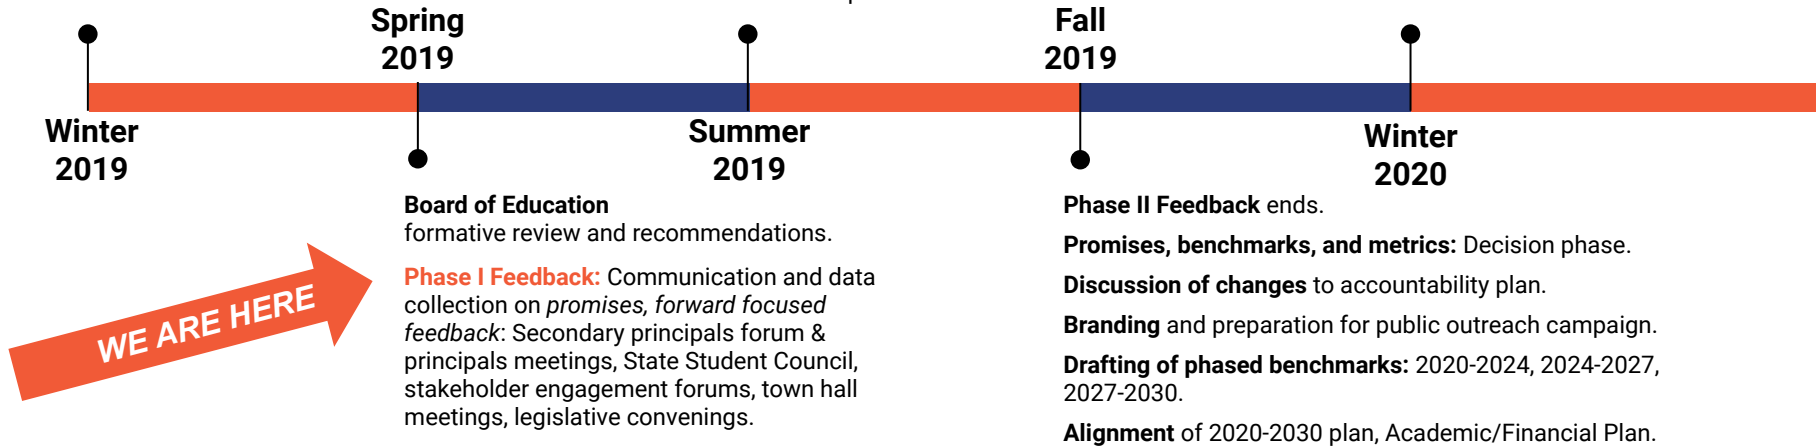 Spring
2019
Fall
2019
Winter
2019
Summer
2019
Winter
2020
Board of Education
formative review and recommendations.
Phase I Feedback: Communication and data
collection on promises, forward focused
feedback: Secondary principals forum &
principals meetings, State Student Council,
stakeholder engagement forums, town hall
meetings, legislative convenings.
WE ARE HERE
Phase II Feedback ends.
Promises, benchmarks, and metrics: Decision phase.
Discussion of changes to accountability plan.
Branding and preparation for public outreach campaign.
Drafting of phased benchmarks: 2020-2024, 2024-2027,
2027-2030.
Alignment of 2020-2030 plan, Academic/Financial Plan.